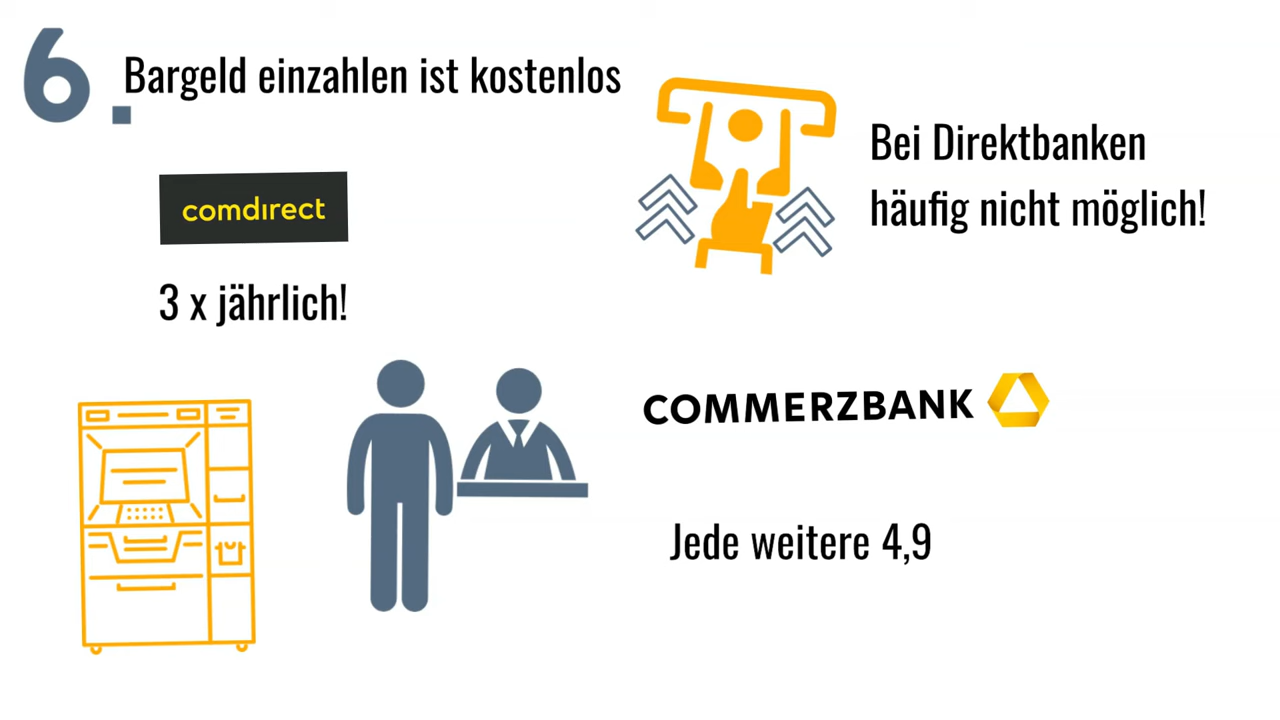 6.
Bargeld einzahlen ist kostenlos
Bei Direktbanken
häufig nicht möglich!
comdirect
3 x jährlich!
COMMERZBANK
Jede weitere 4,9